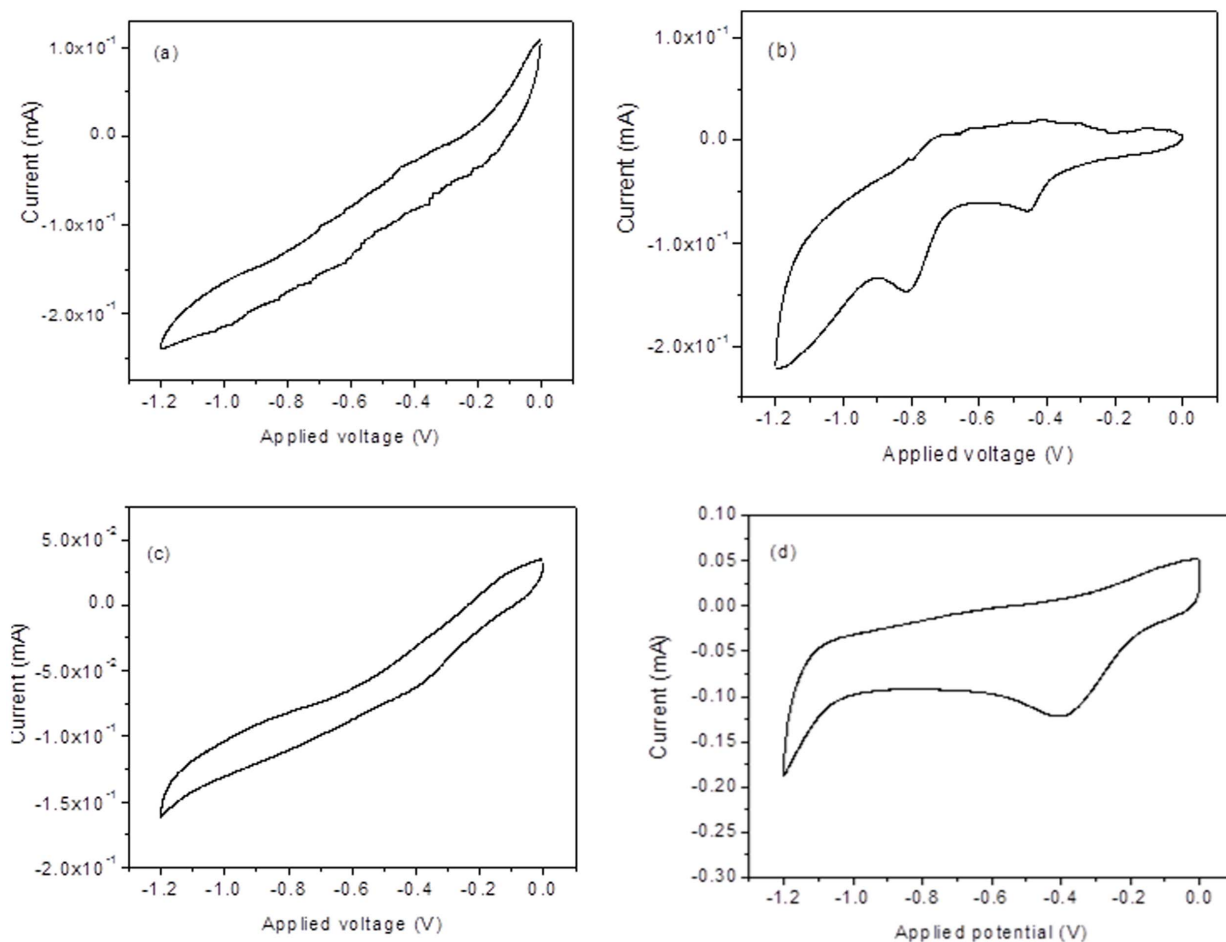 (a)
Current (mA)
1.0x10⁻¹
0.0
-1.0x10⁻¹
-2.0x10⁻¹
-1.2 -1.0 -0.8 -0.6 -0.4 -0.2 0.0
Applied voltage (V)
(b)
Current (mA)
1.0x10⁻¹
0.0
-1.0x10⁻¹
-2.0x10⁻¹
-1.2 -1.0 -0.8 -0.6 -0.4 -0.2 0.0
Applied voltage (V)
(c)
Current (mA)
5.0x10⁻²
0.0
-5.0x10⁻²
-1.0x10⁻¹
-1.5x10⁻¹
-2.0x10⁻¹
-1.2 -1.0 -0.8 -0.6 -0.4 -0.2 0.0
Applied voltage (V)
(d)
Current (mA)
0.10
0.05
0.00
-0.05
-0.10
-0.15
-0.20
-0.25
-0.30
-1.2 -1.0 -0.8 -0.6 -0.4 -0.2 0.0
Applied potential (V)